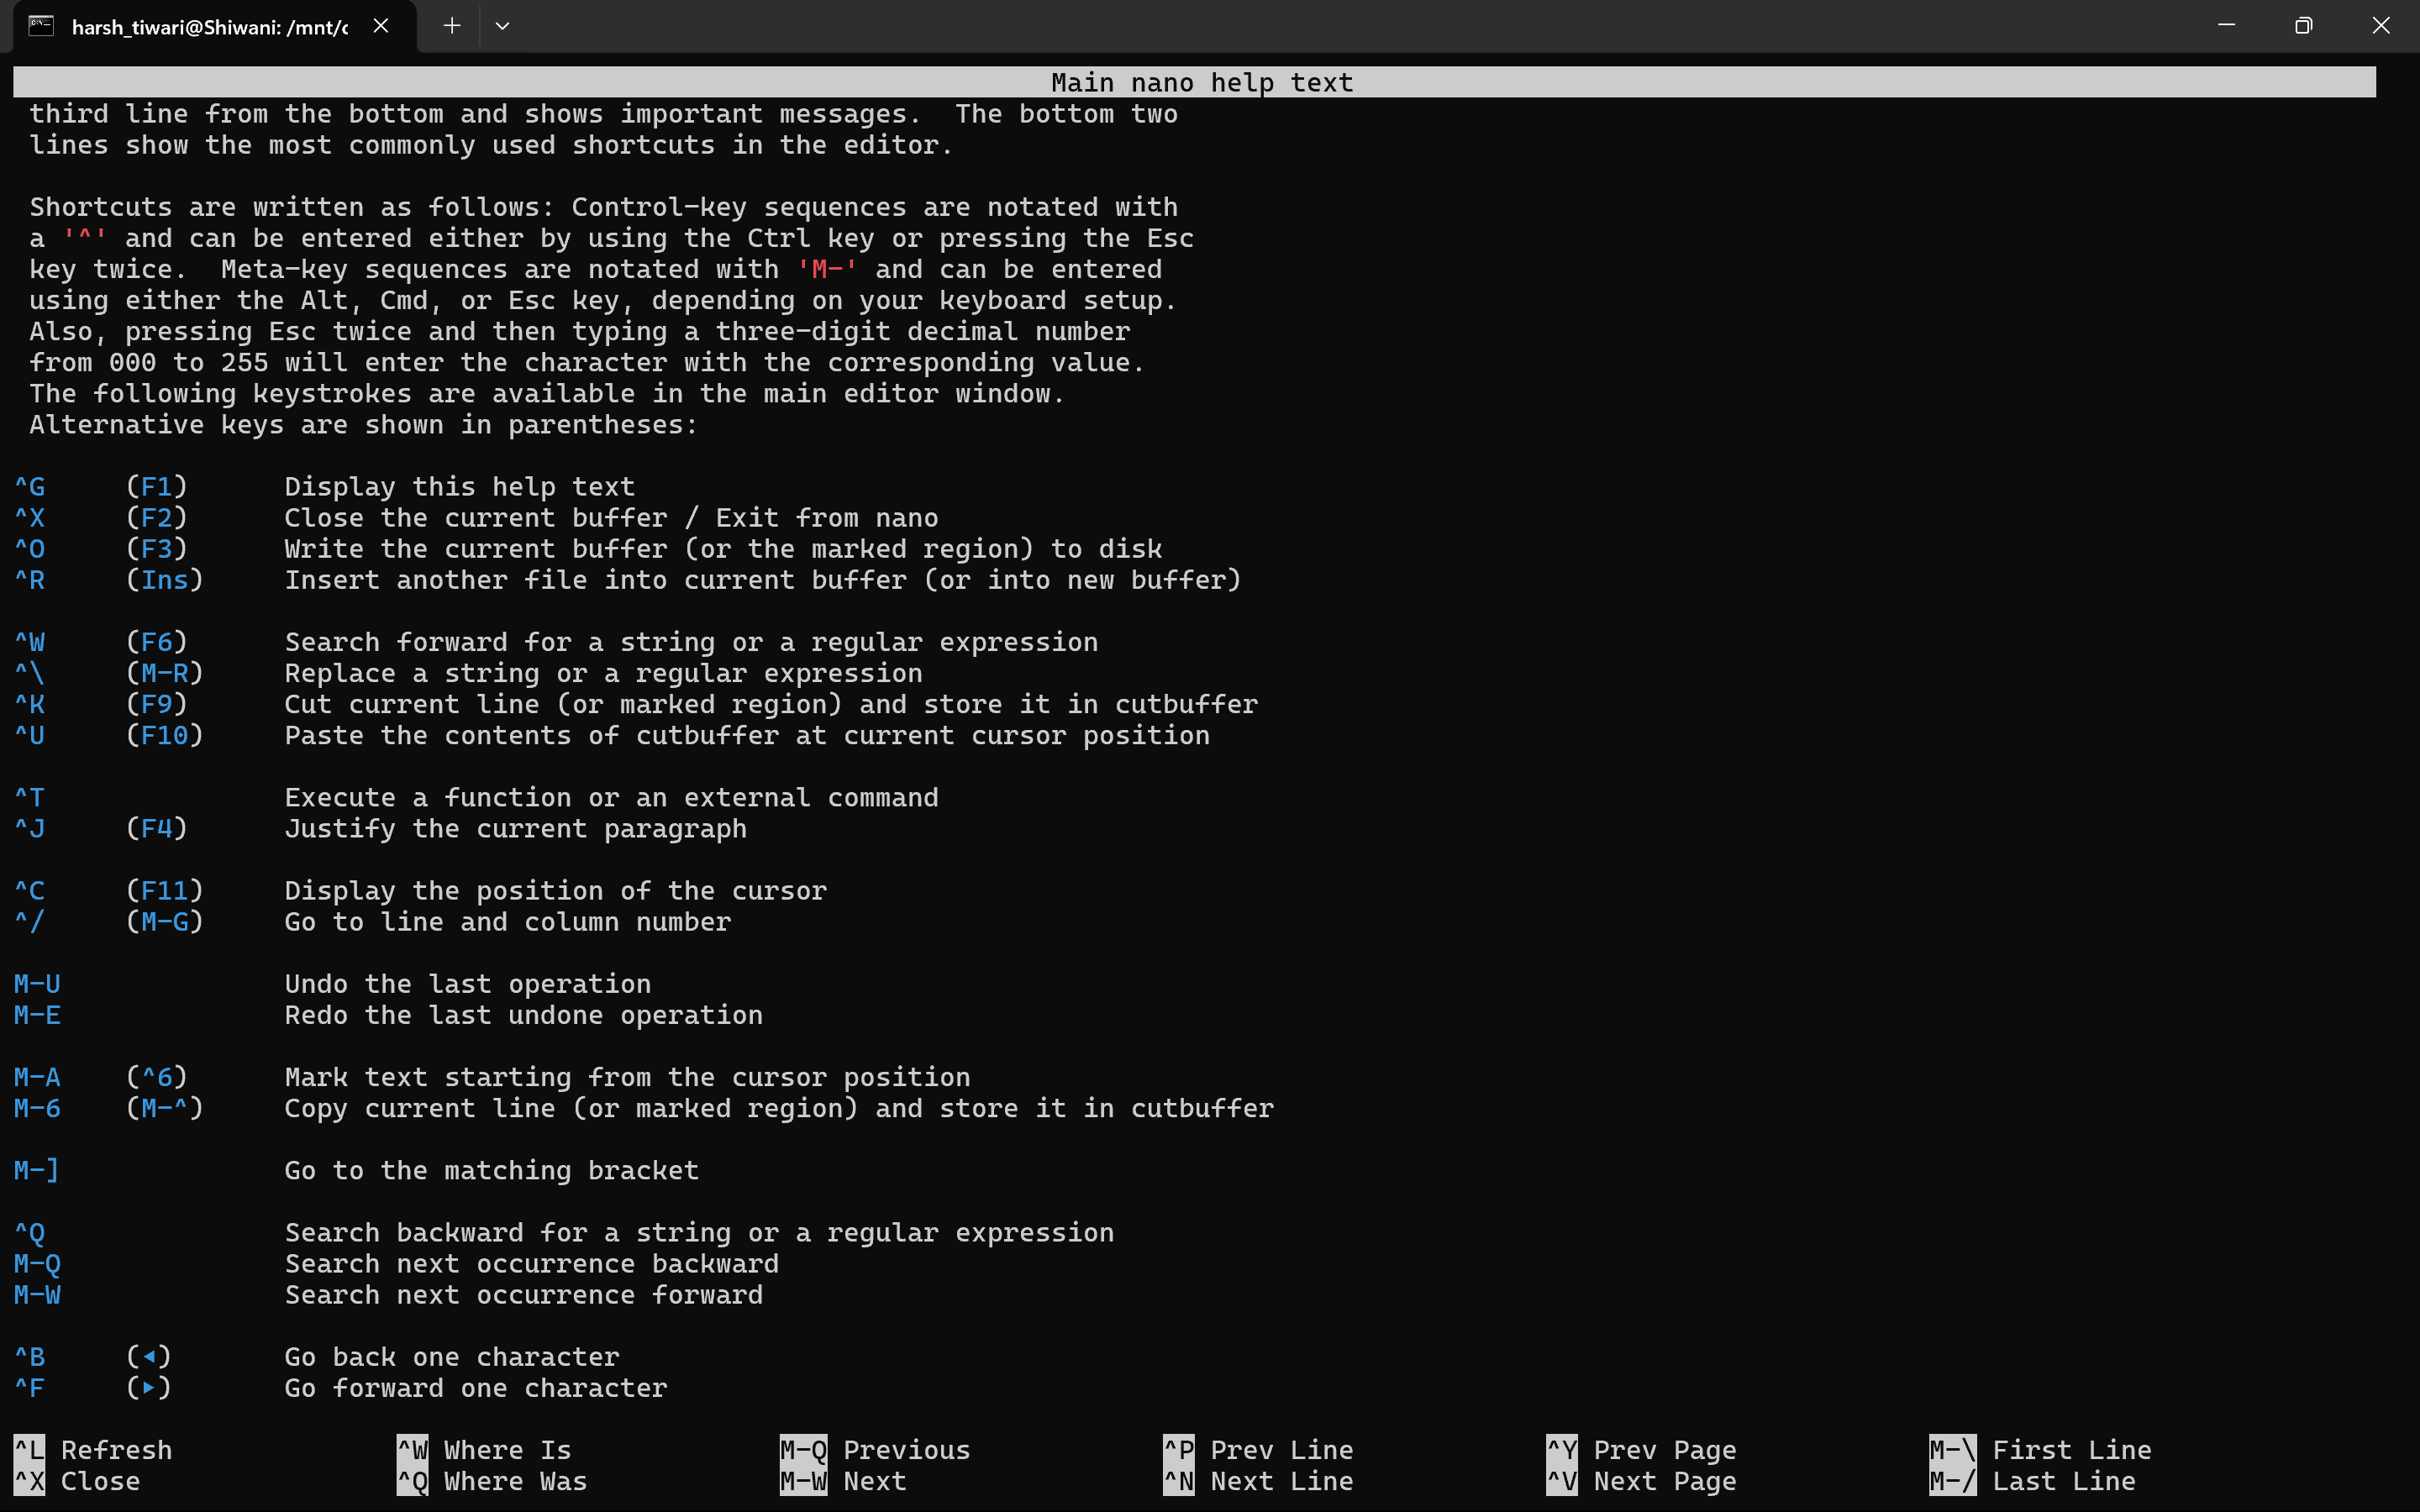 harsh_tiwari@Shiwani: /mnt/c
Main nano help text
third line from the bottom and shows important messages.  The bottom two
lines show the most commonly used shortcuts in the editor.
Shortcuts are written as follows: Control-key sequences are notated with
a '^' and can be entered either by using the Ctrl key or pressing the Esc
key twice.  Meta-key sequences are notated with 'M-' and can be entered
using either the Alt, Cmd, or Esc key, depending on your keyboard setup.
Also, pressing Esc twice and then typing a three-digit decimal number
from 000 to 255 will enter the character with the corresponding value.
The following keystrokes are available in the main editor window.
Alternative keys are shown in parentheses:
^G (F1) Display this help text
^X (F2) Close the current buffer / Exit from nano
^O (F3) Write the current buffer (or the marked region) to disk
^R (Ins) Insert another file into current buffer (or into new buffer)
^W (F6) Search forward for a string or a regular expression
^\ (M-R) Replace a string or a regular expression
^K (F9) Cut current line (or marked region) and store it in cutbuffer
^U (F10) Paste the contents of cutbuffer at current cursor position
^T Execute a function or an external command
^J (F4) Justify the current paragraph
^C (F11) Display the position of the cursor
^/ (M-G) Go to line and column number
M-U Undo the last operation
M-E Redo the last undone operation
M-A (^6) Mark text starting from the cursor position
M-6 (M-^) Copy current line (or marked region) and store it in cutbuffer
M-] Go to the matching bracket
^Q Search backward for a string or a regular expression
M-Q Search next occurrence backward
M-W Search next occurrence forward
^B (◂) Go back one character
^F (▸) Go forward one character
^L Refresh ^W Where Is M-Q Previous ^P Prev Line ^Y Prev Page M-\ First Line
^X Close ^Q Where Was M-W Next ^N Next Line ^V Next Page M-/ Last Line